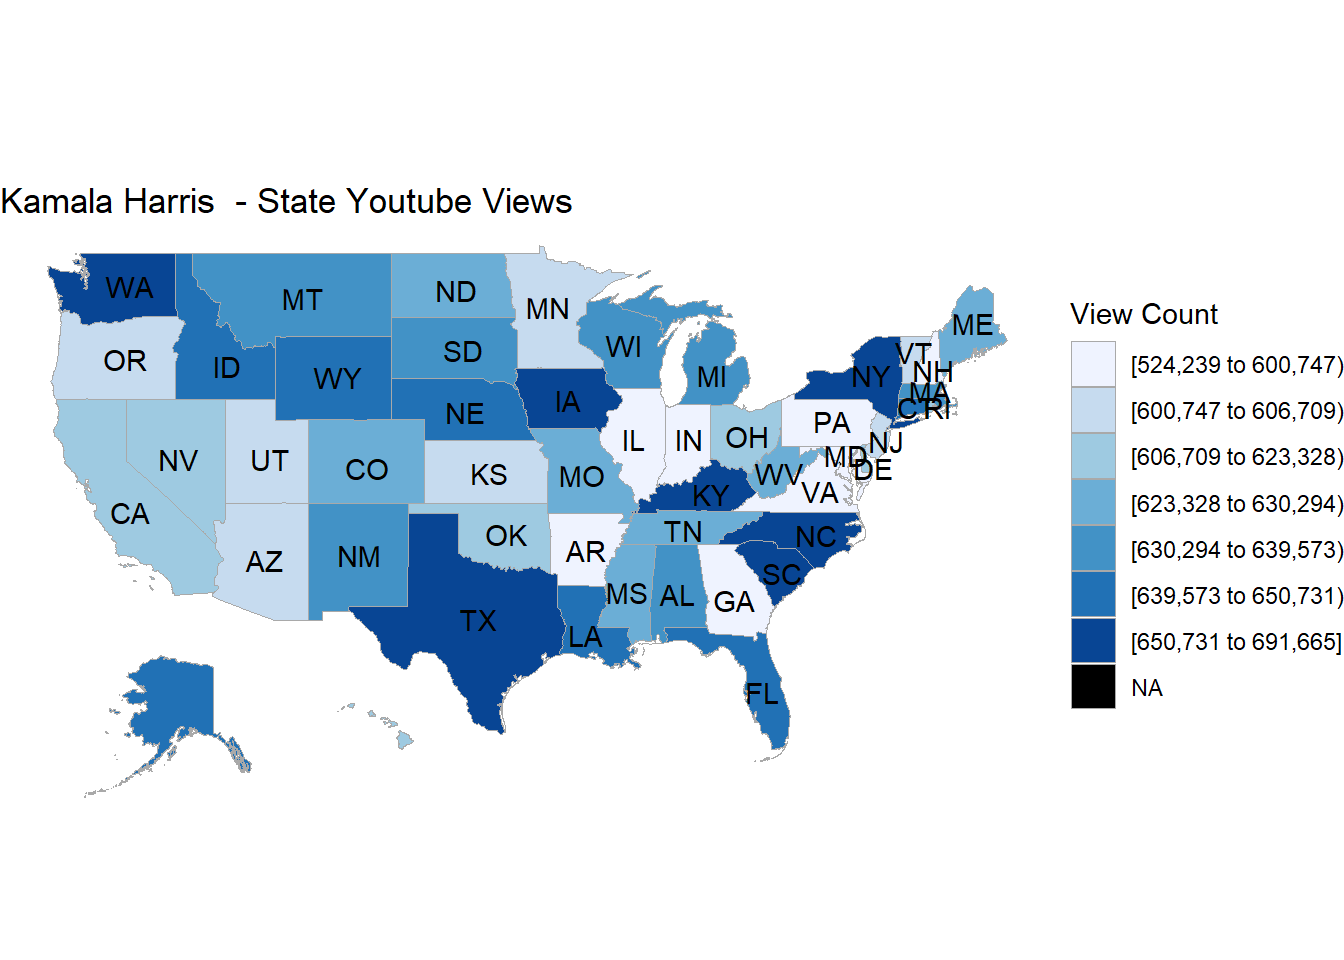 Kamala Harris  - State Youtube Views
WA
MT
ND
MN
ME
OR
ID
SD
WI
VT
NH
WY
MI
NY
MA
NE
IA
CT
RI
PA
IL
IN
OH
NJ
NV
UT
CO
KS
MO
WV
MD
DE
KY
VA
CA
AZ
NM
OK
AR
TN
NC
SC
MS
AL
GA
TX
LA
FL
View Count
[524,239 to 600,747)
[600,747 to 606,709)
[606,709 to 623,328)
[623,328 to 630,294)
[630,294 to 639,573)
[639,573 to 650,731)
[650,731 to 691,665]
NA